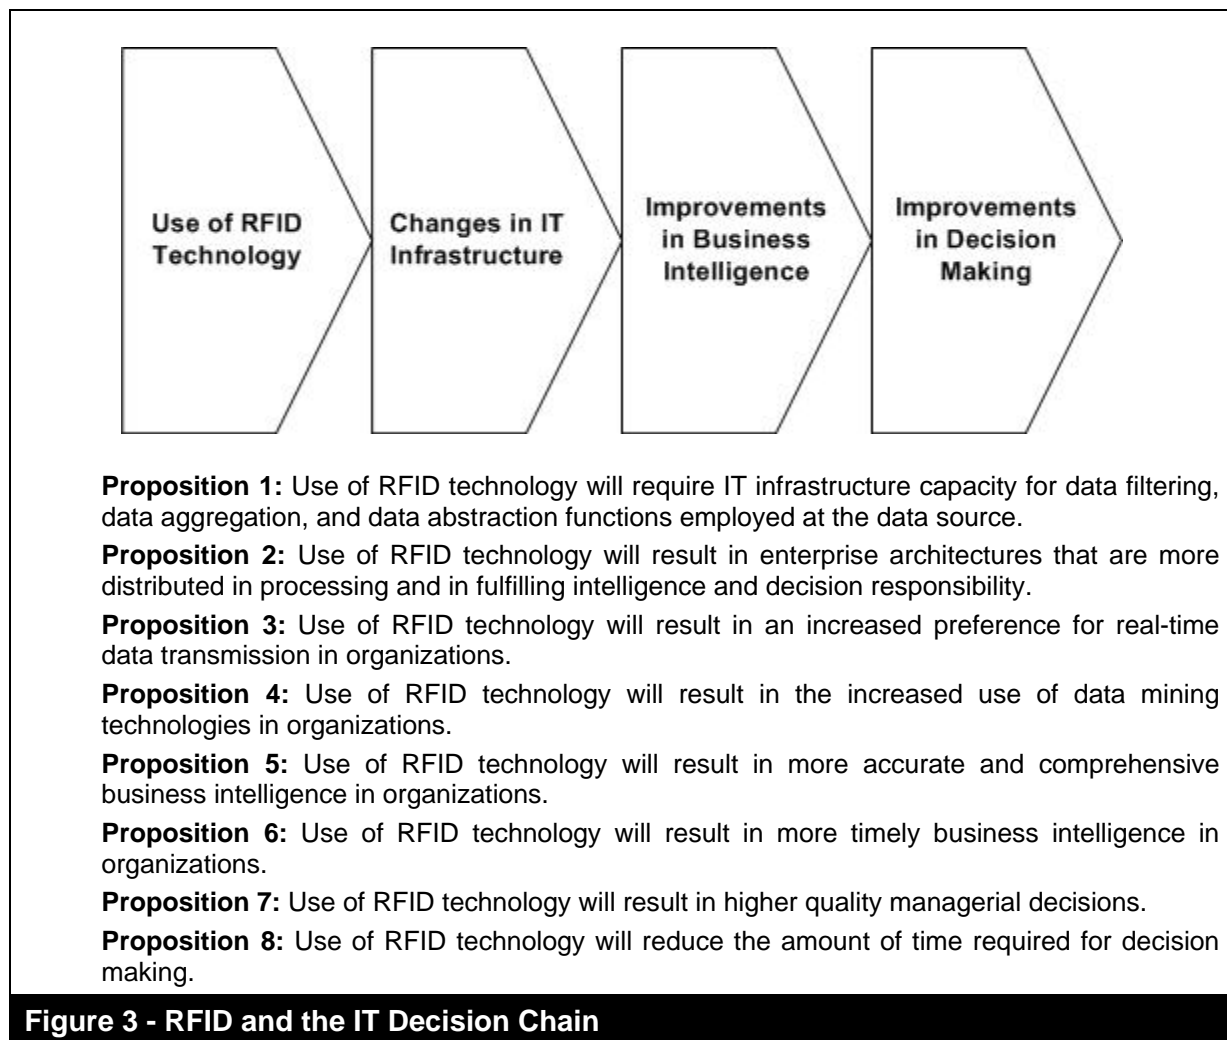 Use of RFID
Technology
Changes in IT
Infrastructure
Improvements
in Business
Intelligence
Improvements
in Decision
Making
Proposition 1: Use of RFID technology will require IT infrastructure capacity for data filtering,
data aggregation, and data abstraction functions employed at the data source.
Proposition 2: Use of RFID technology will result in enterprise architectures that are more
distributed in processing and in fulfilling intelligence and decision responsibility.
Proposition 3: Use of RFID technology will result in an increased preference for real-time
data transmission in organizations.
Proposition 4: Use of RFID technology will result in the increased use of data mining
technologies in organizations.
Proposition 5: Use of RFID technology will result in more accurate and comprehensive
business intelligence in organizations.
Proposition 6: Use of RFID technology will result in more timely business intelligence in
organizations.
Proposition 7: Use of RFID technology will result in higher quality managerial decisions.
Proposition 8: Use of RFID technology will reduce the amount of time required for decision
making.
Figure 3 - RFID and the IT Decision Chain